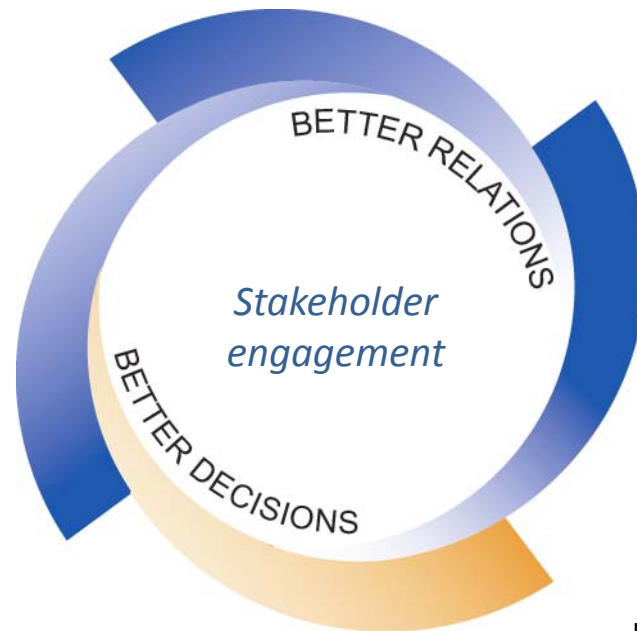 BETTER RELATIONS
Stakeholder
engagement
BETTER DECISIONS